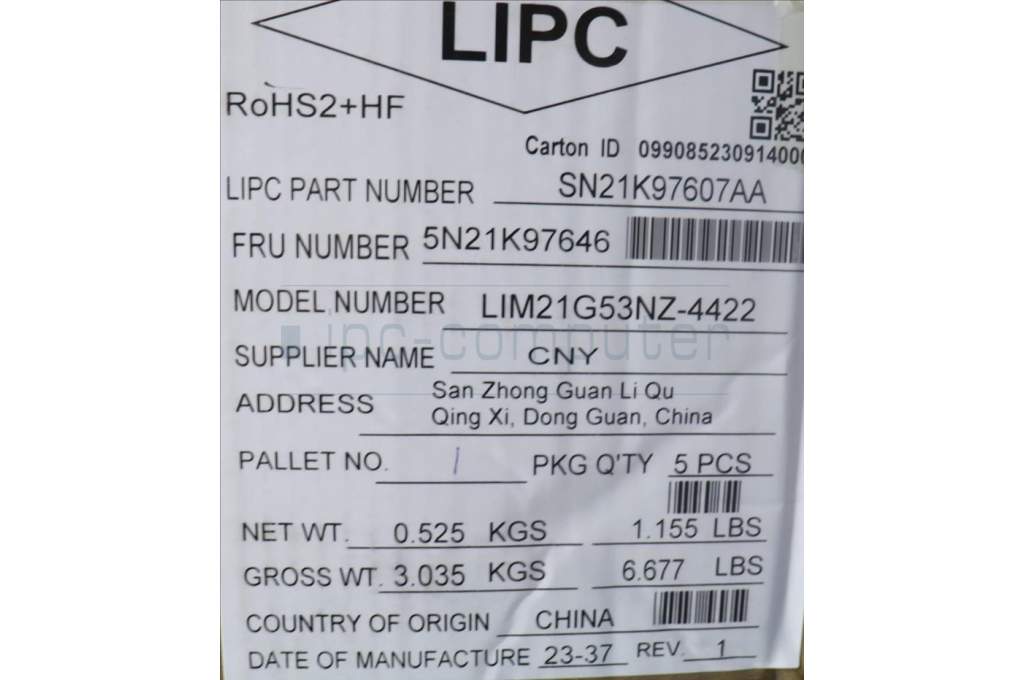 LIPC
RoHS2+HF
Carton ID 099085230914000
LIPC PART NUMBER SN21K97607AA
FRU NUMBER 5N21K97646
MODEL NUMBER LIM21G53NZ-4422
ipc-computer
SUPPLIER NAME CNY
ADDRESS San Zhong Guan Li Qu
Qing Xi, Dong Guan, China
PALLET NO. 1 PKG Q'TY 5 PCS
NET WT. 0.525 KGS 1.155 LBS
GROSS WT. 3.035 KGS 6.677 LBS
COUNTRY OF ORIGIN CHINA
DATE OF MANUFACTURE 23-37 REV. 1